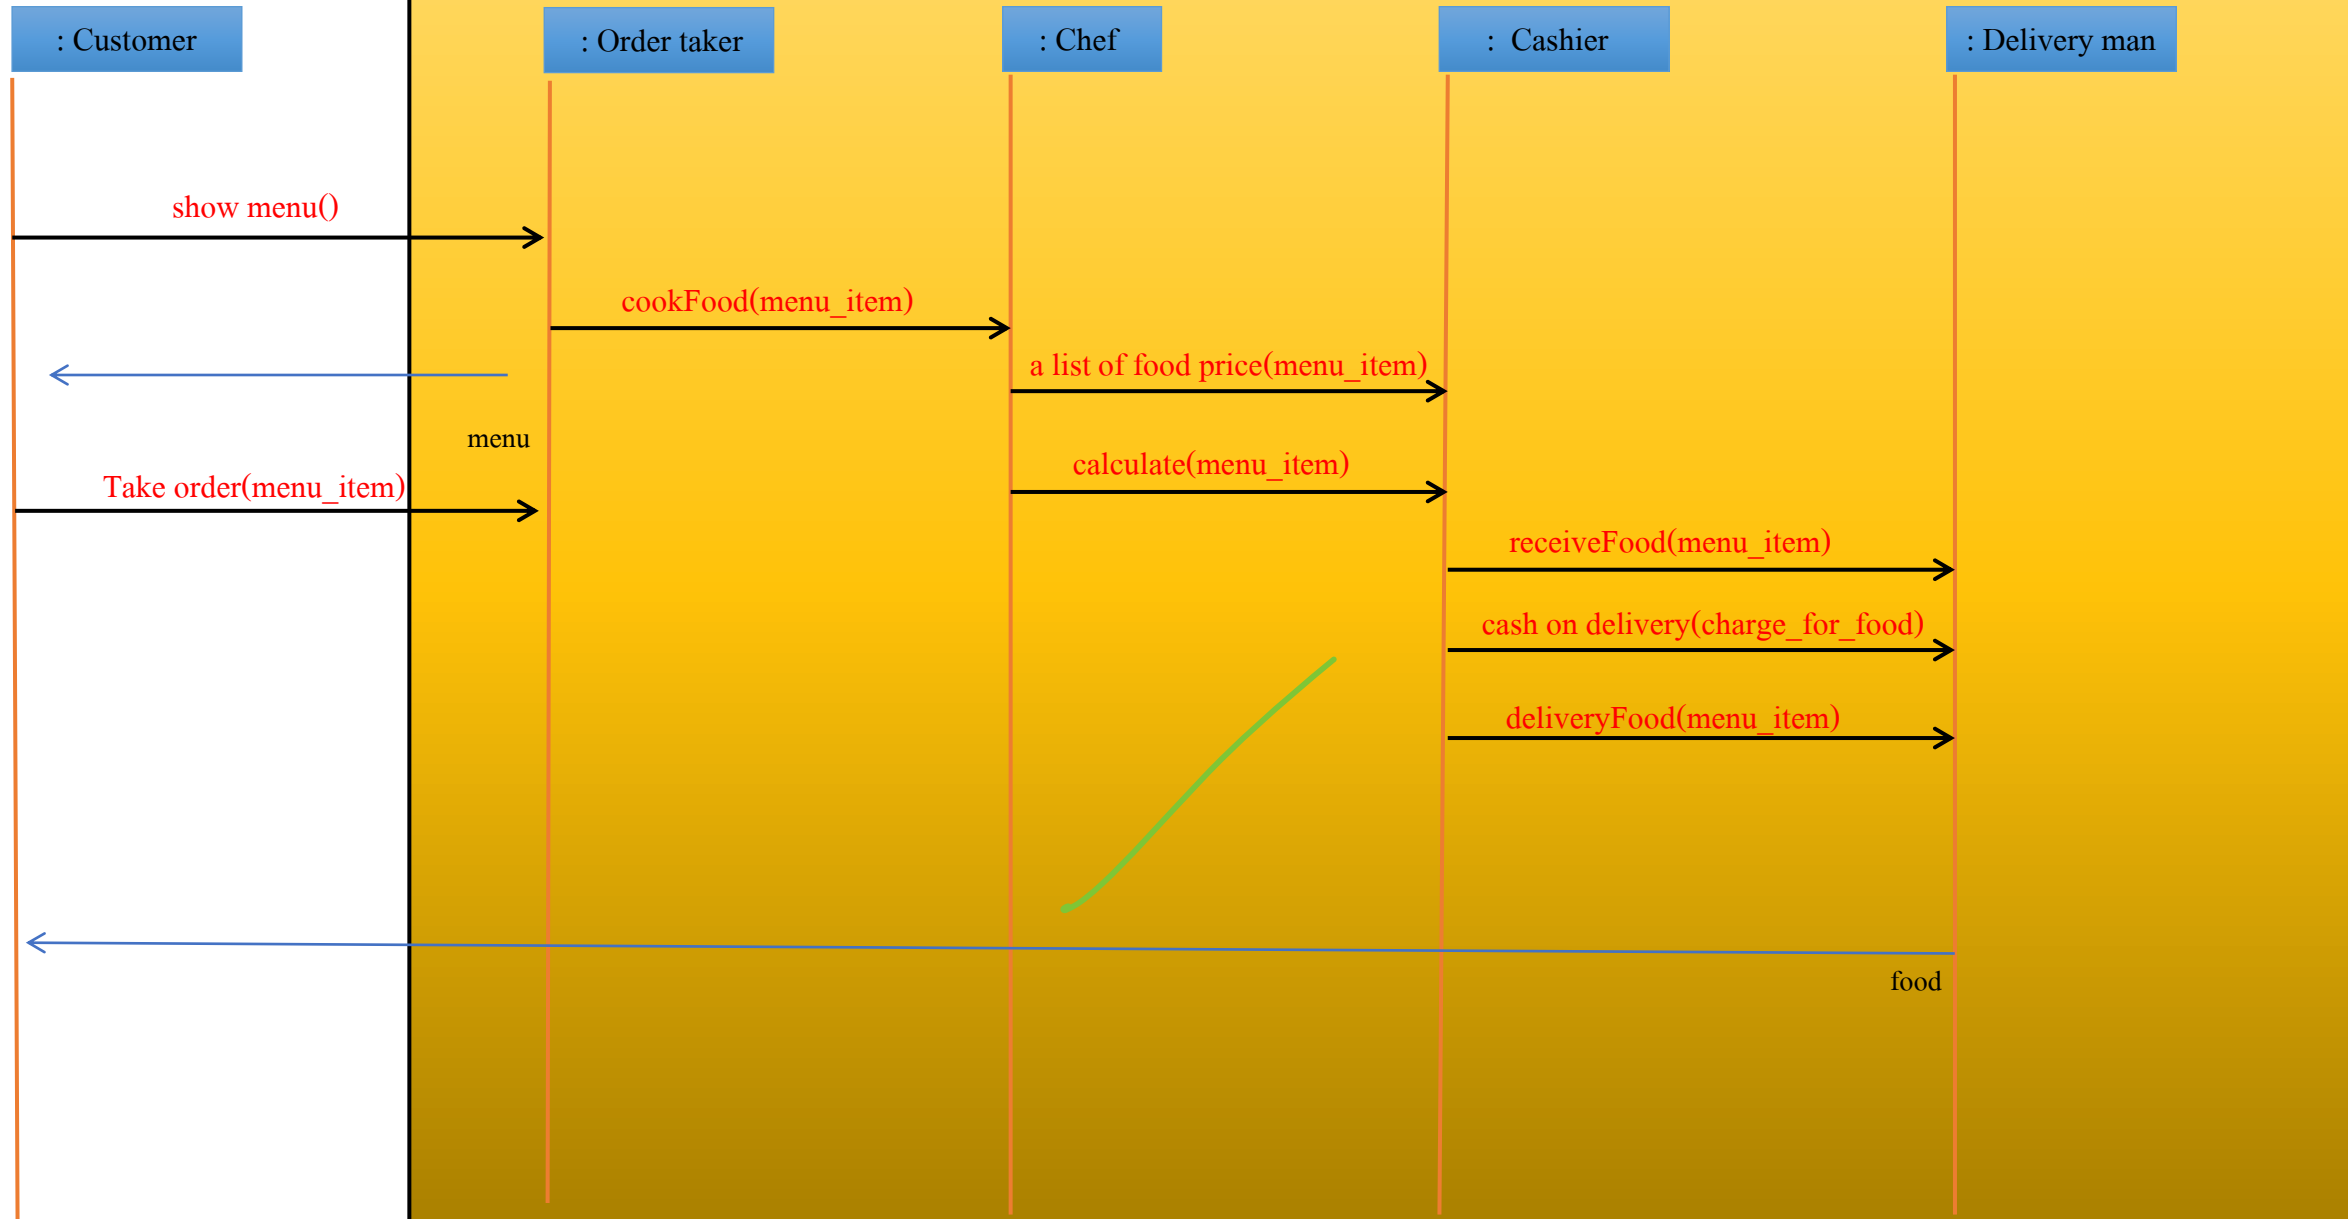 : Customer
: Order taker
: Chef
: Cashier
: Delivery man
show menu()
cookFood(menu_item)
a list of food price(menu_item)
menu
calculate(menu_item)
Take order(menu_item)
receiveFood(menu_item)
cash on delivery(charge_for_food)
deliveryFood(menu_item)
food